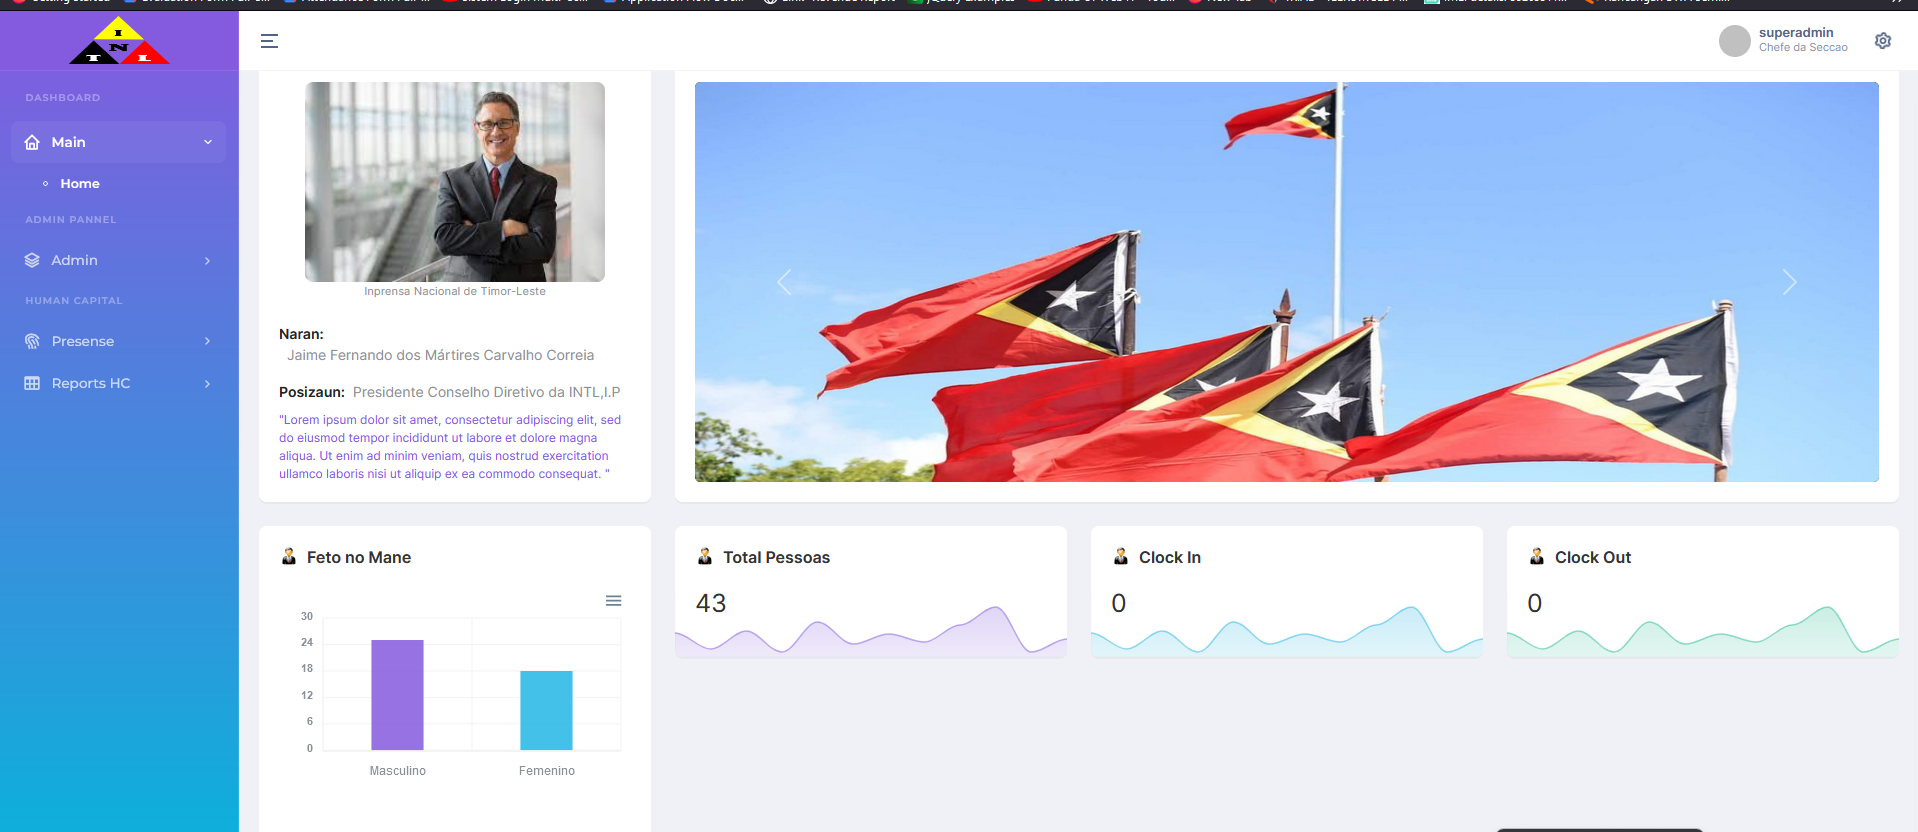 I
N
T L
superadmin
Chefe da Seccao
DASHBOARD
Main
Home
ADMIN PANNEL
Admin
HUMAN CAPITAL
Presense
Reports HC
Inprensa Nacional de Timor-Leste
Naran:
Jaime Fernando dos Mártires Carvalho Correia
Posizaun: Presidente Conselho Diretivo da INTL,I.P
"Lorem ipsum dolor sit amet, consectetur adipiscing elit, sed
do eiusmod tempor incididunt ut labore et dolore magna
aliqua. Ut enim ad minim veniam, quis nostrud exercitation
ullamco laboris nisi ut aliquip ex ea commodo consequat. "
Feto no Mane
30
24
18
12
6
0
Masculino Femenino
Total Pessoas
43
Clock In
0
Clock Out
0